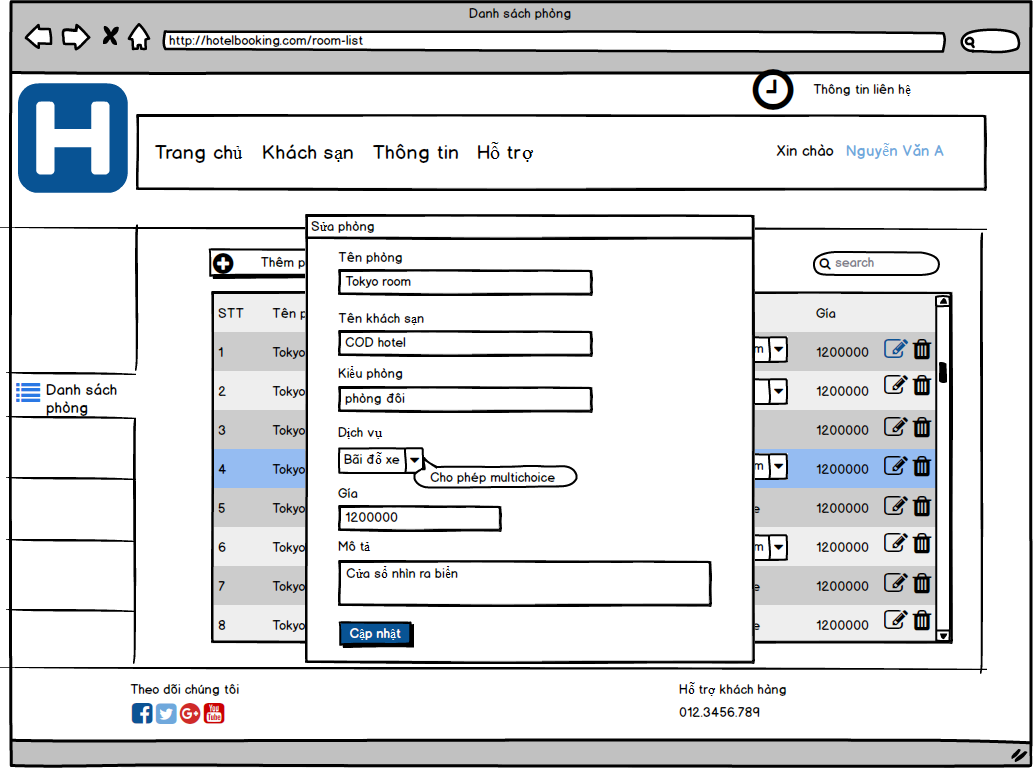 Danh sách phòng
http://hotelbooking.com/room-list
Thông tin liên hệ
H
Trang chủ Khách sạn Thông tin Hỗ trợ
Xin chào Nguyễn Văn A
Danh sách
phòng
Thêm p
search
STT Tên p Gía
1 Tokyo m 1200000
2 Tokyo 1200000
3 Tokyo 1200000
4 Tokyo m 1200000
5 Tokyo e 1200000
6 Tokyo m 1200000
7 Tokyo e 1200000
8 Tokyo e 1200000
Sửa phòng
Tên phòng
Tokyo room
Tên khách sạn
COD hotel
Kiểu phòng
phòng đôi
Dịch vụ
Bãi đỗ xe
Cho phép multichoice
Gía
1200000
Mô tả
Cửa sổ nhìn ra biển
Cập nhật
Theo dõi chúng tôi
f G+ You Tube
Hỗ trợ khách hàng
012.3456.789